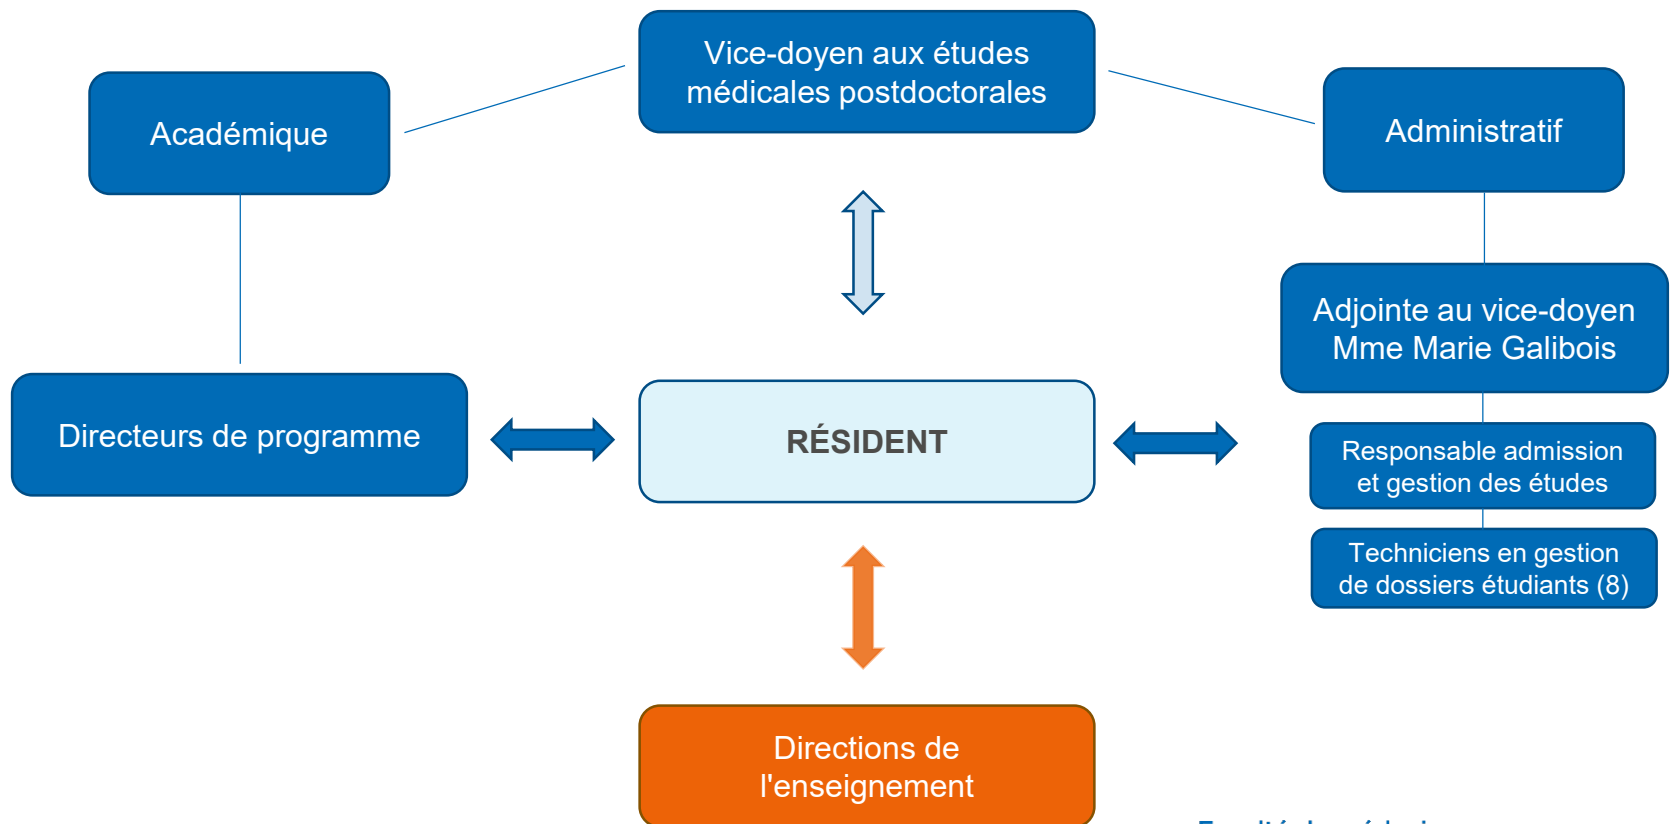 Vice-doyen aux études
médicales postdoctorales
Académique
Administratif
Adjointe au vice-doyen
Mme Marie Galibois
Directeurs de programme
RÉSIDENT
Responsable admission
et gestion des études
Techniciens en gestion
de dossiers étudiants (8)
Directions de
l'enseignement